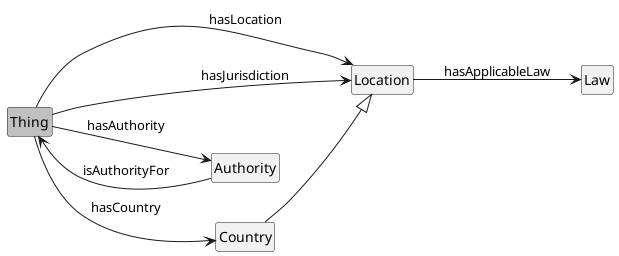 hasLocation
hasJurisdiction
Location
hasApplicableLaw
Law
Thing
hasAuthority
Authority
isAuthorityFor
hasCountry
Country